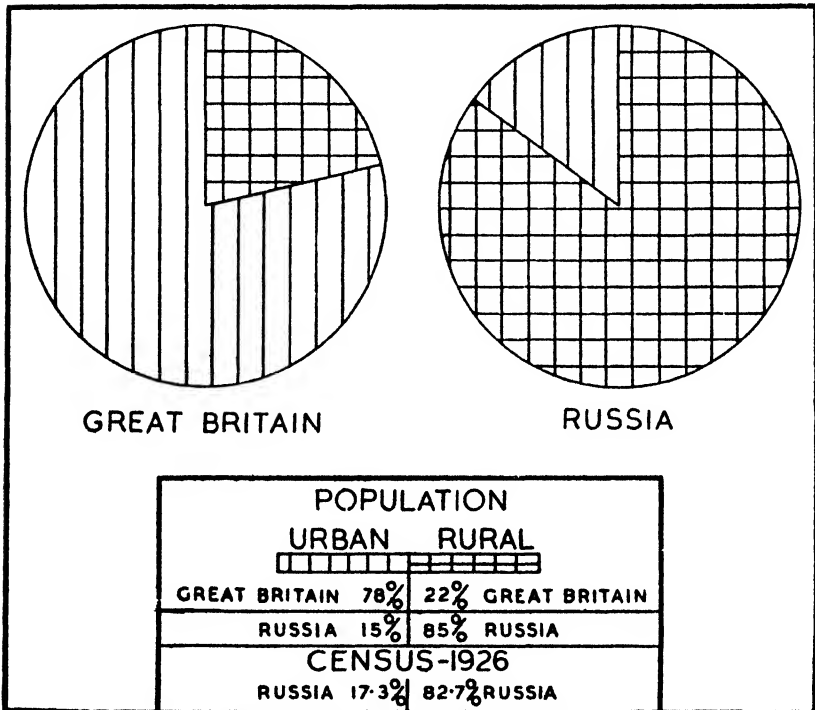 GREAT BRITAIN
RUSSIA
POPULATION
URBAN RURAL
GREAT BRITAIN 78% 22% GREAT BRITAIN
RUSSIA 15% 85% RUSSIA
CENSUS-1926
RUSSIA 17·3% 82·7% RUSSIA